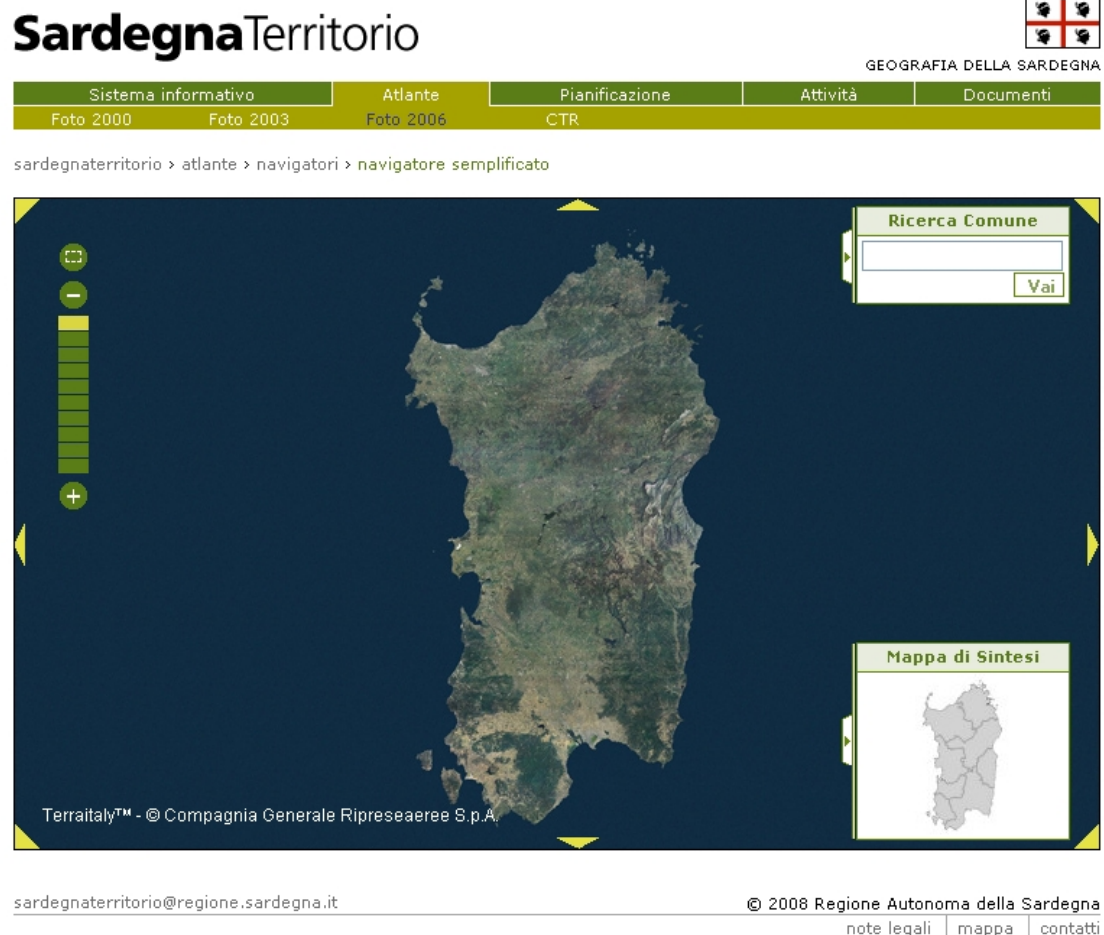 SardegnaTerritorio
GEOGRAFIA DELLA SARDEGNA
Sistema informativo Atlante Pianificazione Attività Documenti
Foto 2000 Foto 2003 Foto 2006 CTR
sardegnaterritorio › atlante › navigatori › navigatore semplificato
Ricerca Comune
Vai
Mappa di Sintesi
Terraitaly™ - © Compagnia Generale Ripreseaeree S.p.A.
sardegnaterritorio@regione.sardegna.it © 2008 Regione Autonoma della Sardegna
note legali | mappa | contatti